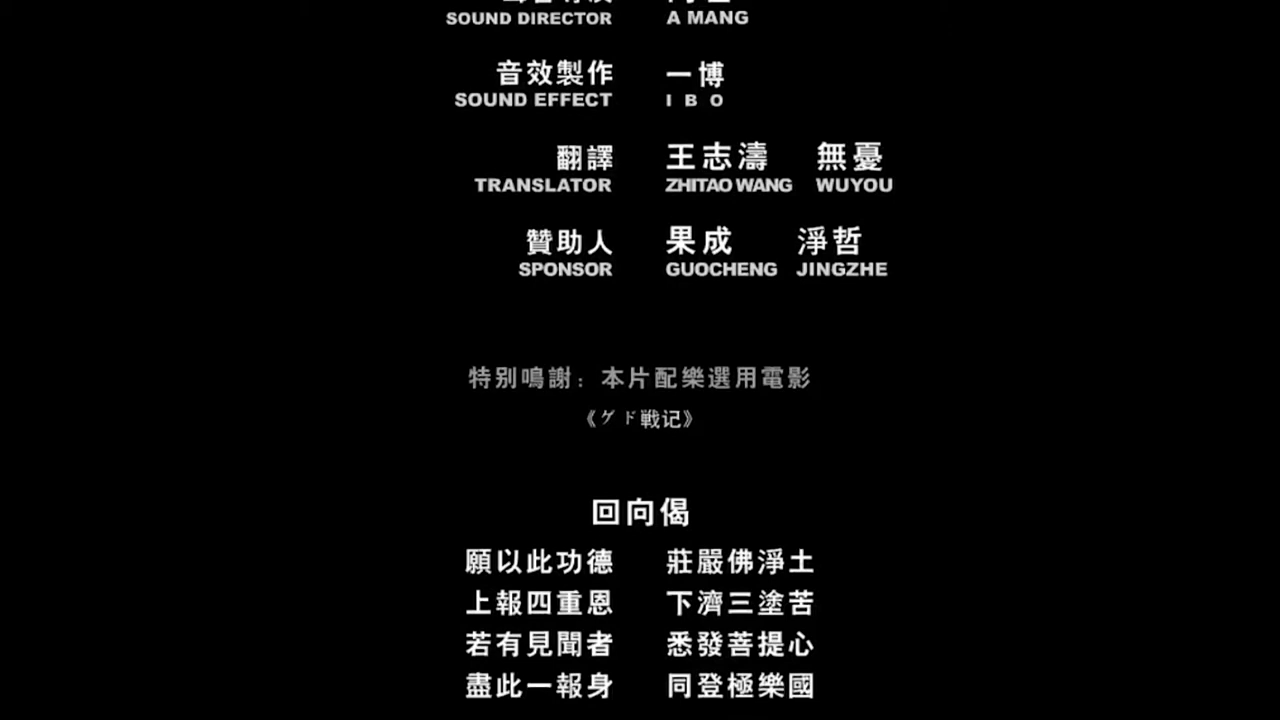 SOUND DIRECTOR A MANG
音效製作 一博
SOUND EFFECT I B O
翻譯 王志濤 無憂
TRANSLATOR ZHITAO WANG WUYOU
贊助人 果成 淨哲
SPONSOR GUOCHENG JINGZHE
特别鳴謝：本片配樂選用電影
《ゲド戦记》
回向偈
願以此功德 莊嚴佛淨土
上報四重恩 下濟三塗苦
若有見聞者 悉發菩提心
盡此一報身 同登極樂國